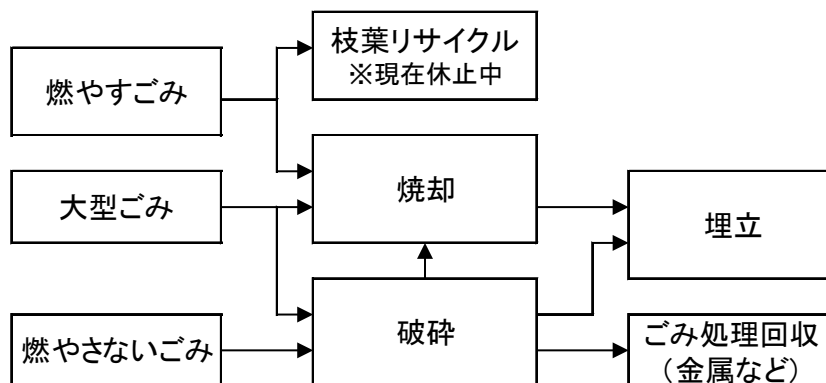 枝葉リサイクル
※現在休止中
燃やすごみ
焼却
大型ごみ
埋立
破砕
燃やさないごみ
ごみ処理回収
（金属など）